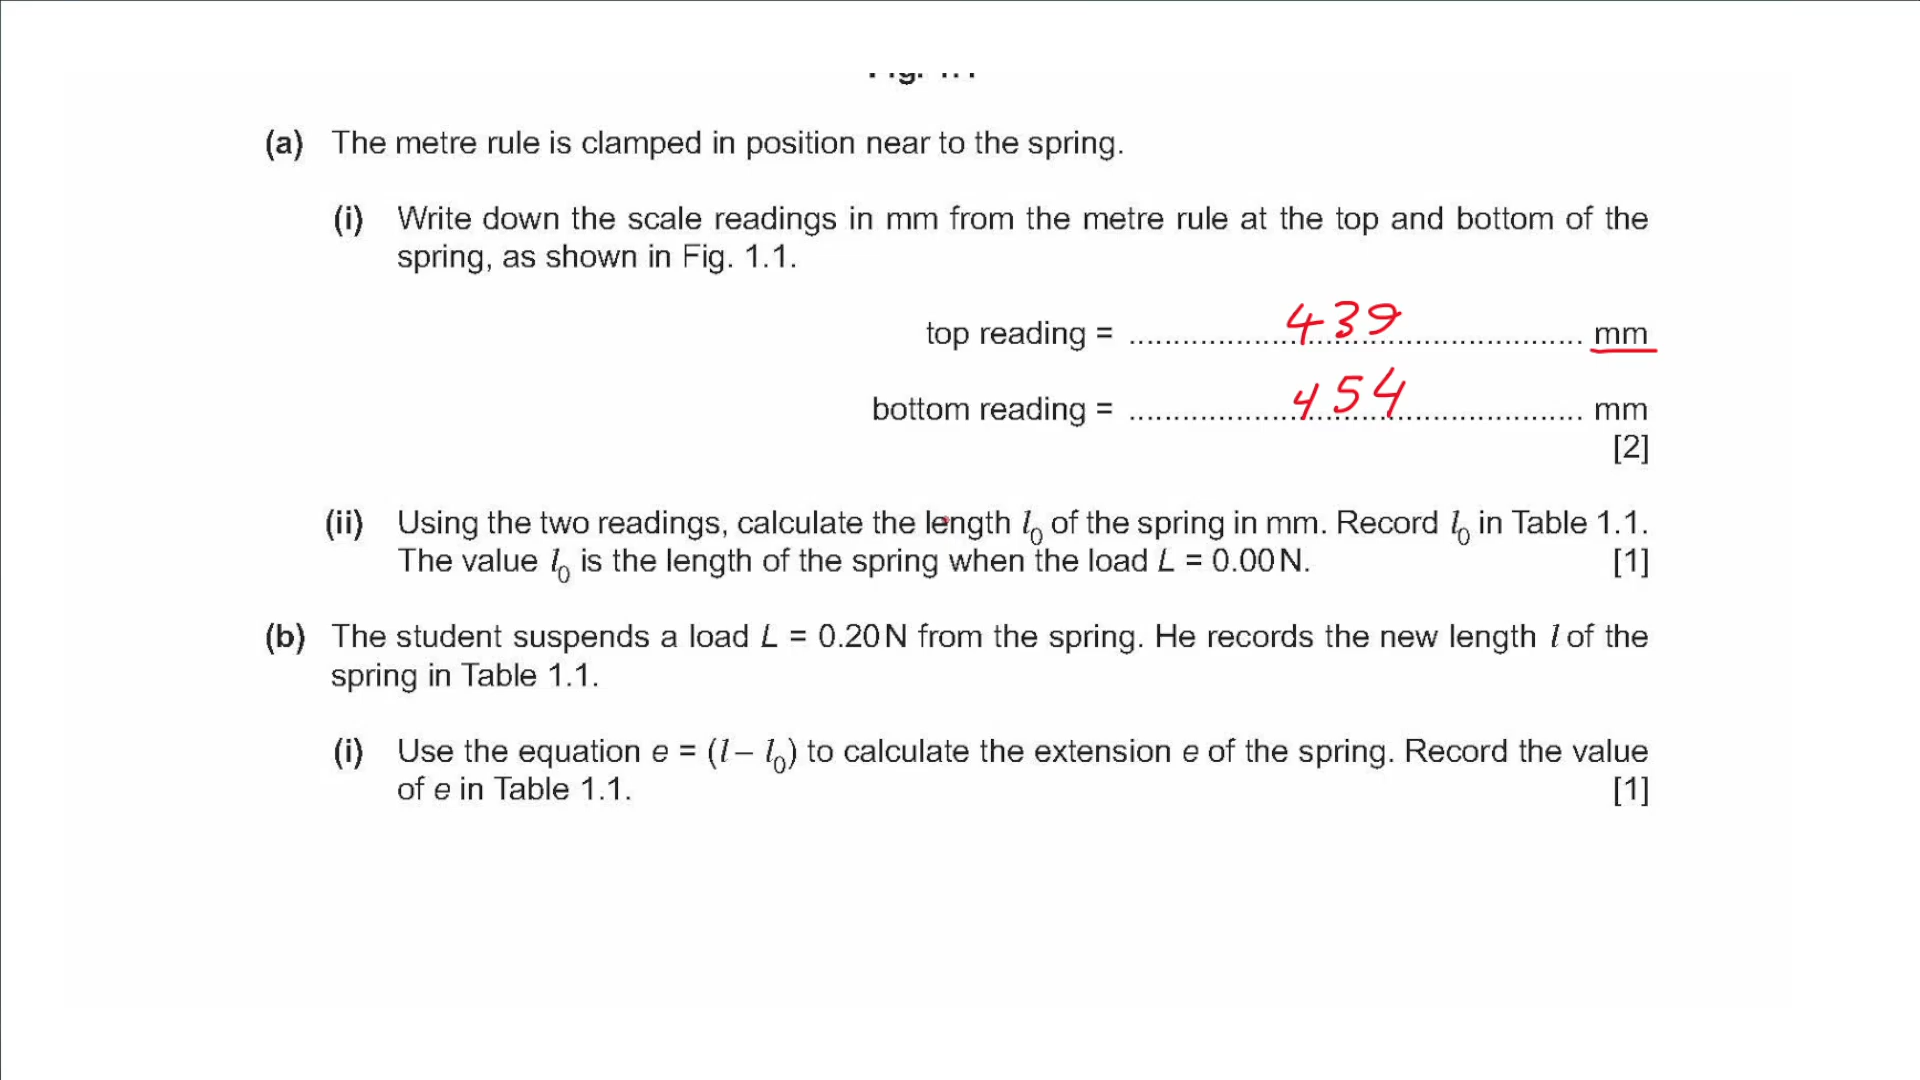 (a) The metre rule is clamped in position near to the spring.
(i) Write down the scale readings in mm from the metre rule at the top and bottom of the
spring, as shown in Fig. 1.1.
top reading = ...................439................... mm
bottom reading = ...................454................... mm
[2]
(ii) Using the two readings, calculate the length l0 of the spring in mm. Record l0 in Table 1.1.
The value l0 is the length of the spring when the load L = 0.00 N. [1]
(b) The student suspends a load L = 0.20 N from the spring. He records the new length l of the
spring in Table 1.1.
(i) Use the equation e = (l – l0) to calculate the extension e of the spring. Record the value
of e in Table 1.1. [1]